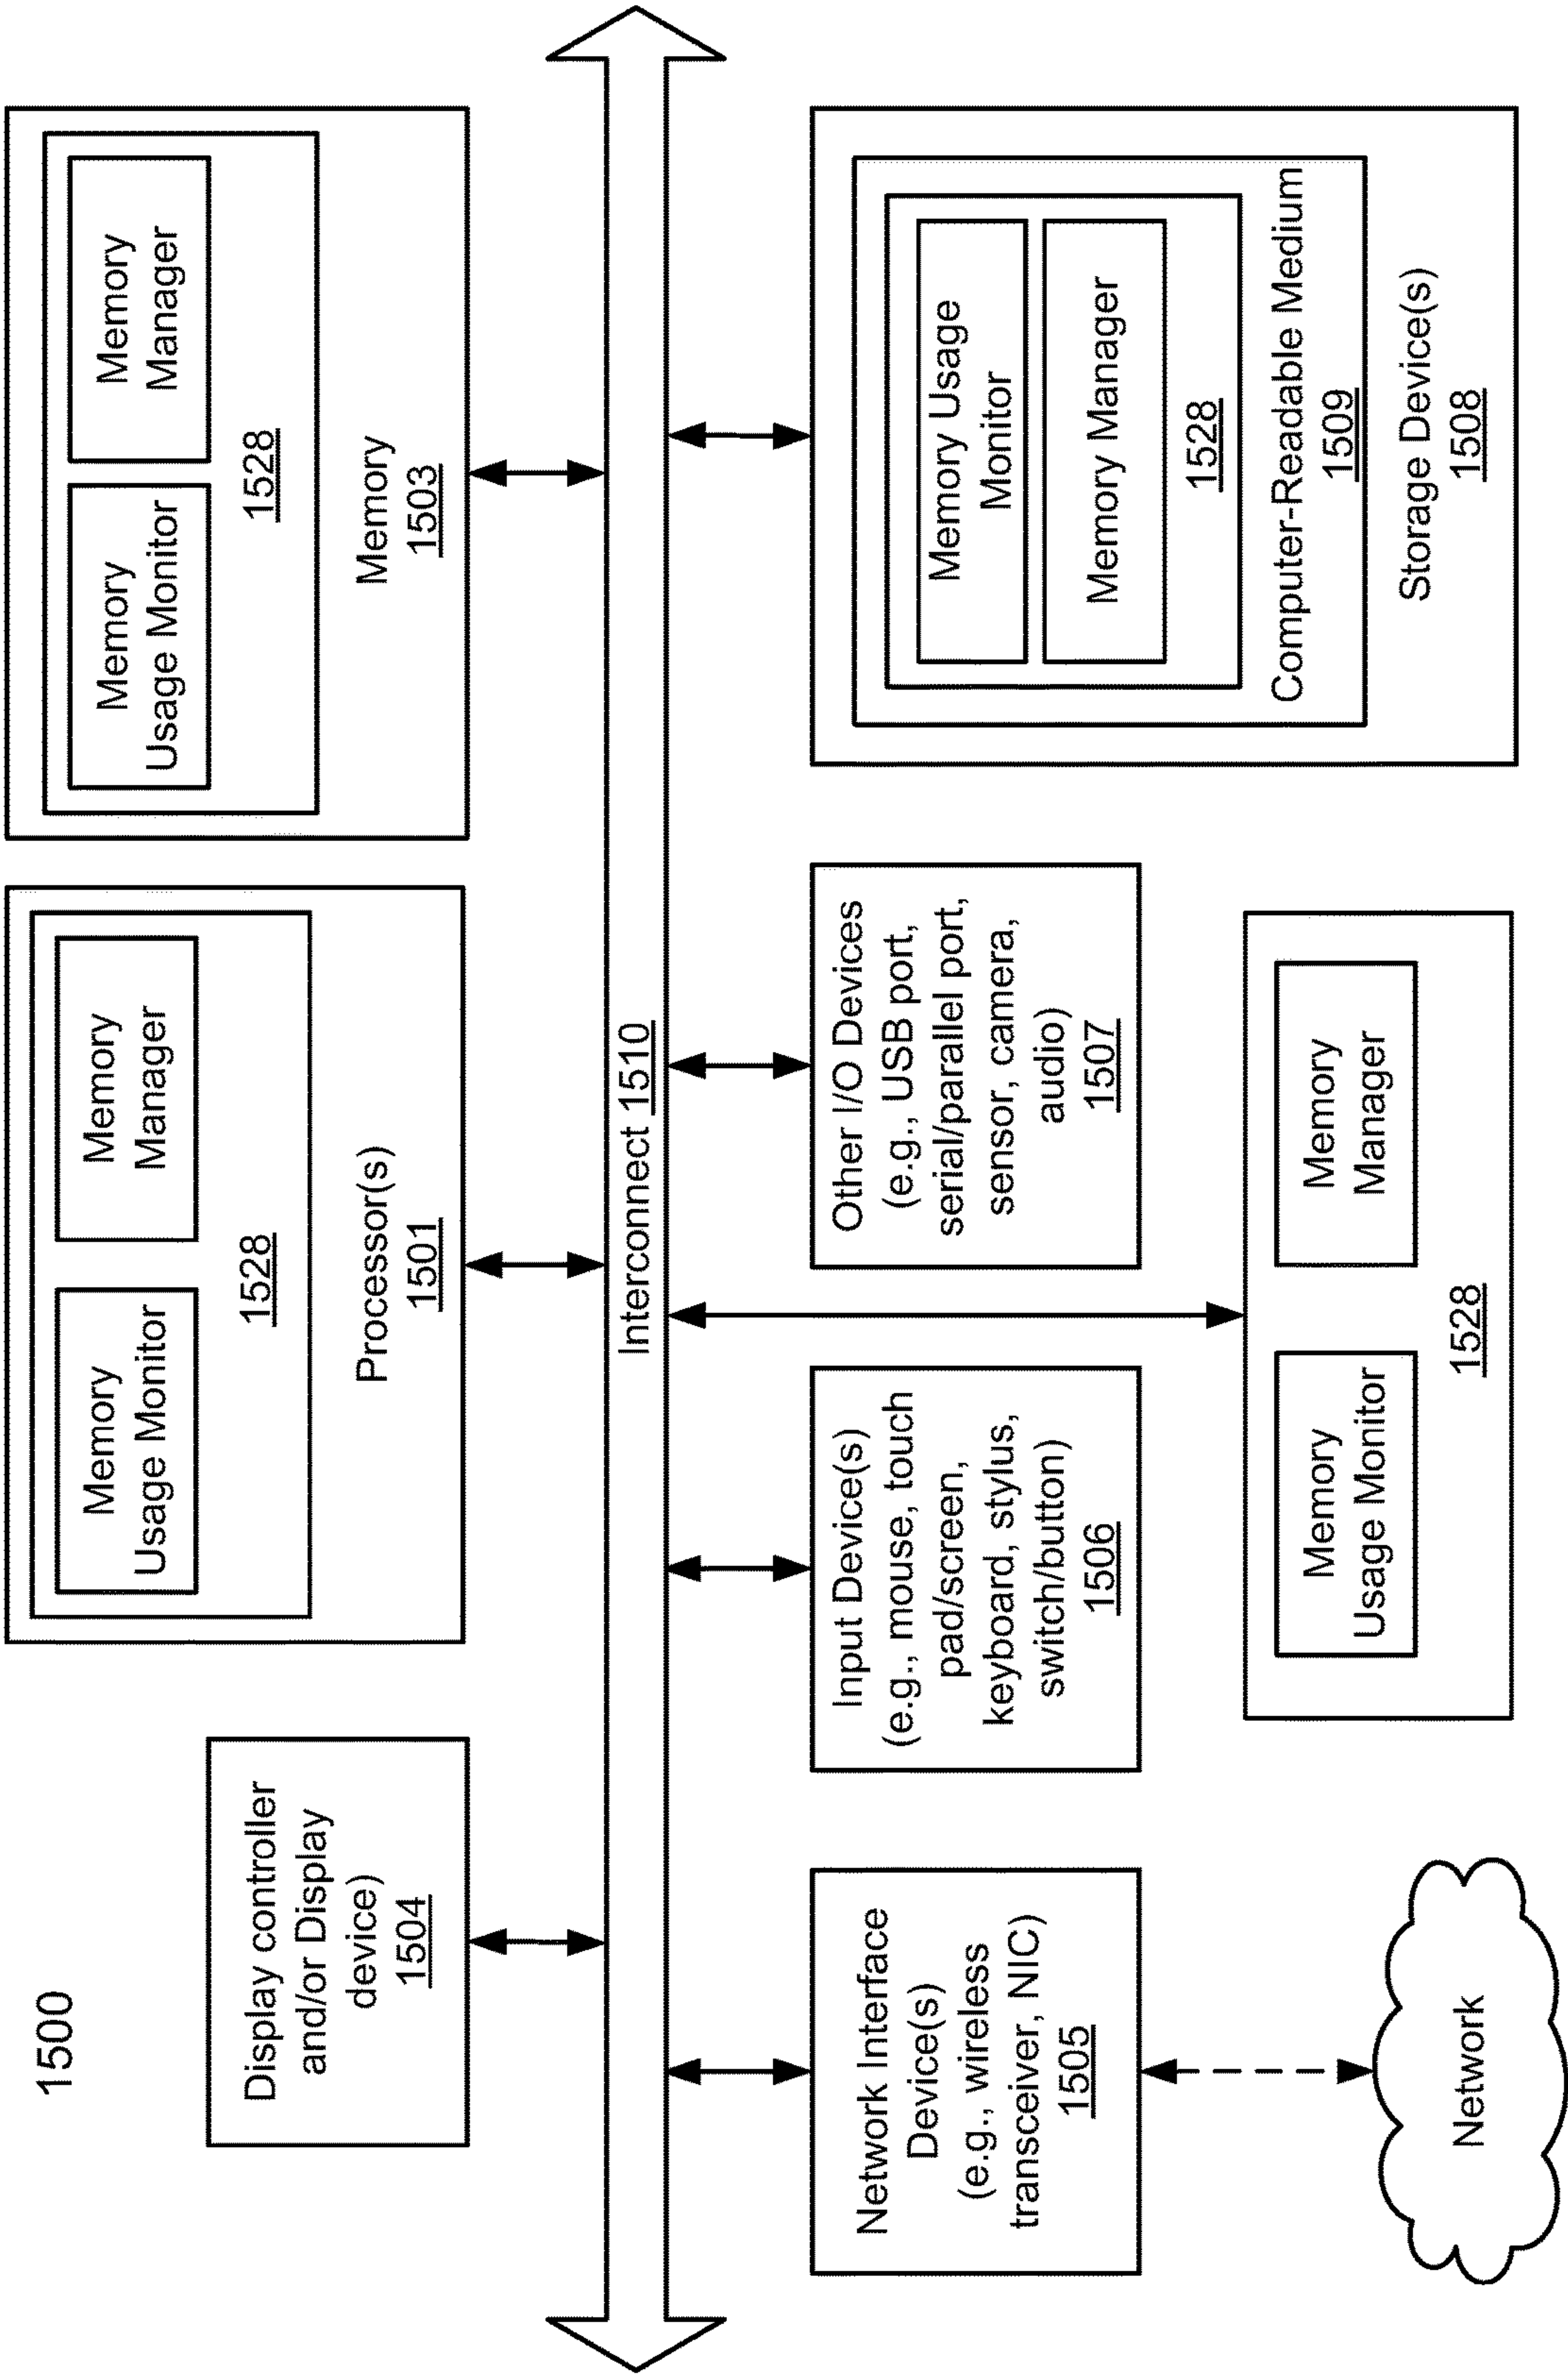 1500
Display controller
and/or Display
device)
1504
Memory
Usage Monitor
Memory
Manager
1528
Processor(s)
1501
Memory
Usage Monitor
Memory
Manager
1528
Memory
1503
Interconnect 1510
Network Interface
Device(s)
(e.g., wireless
transceiver, NIC)
1505
Input Device(s)
(e.g., mouse, touch
pad/screen,
keyboard, stylus,
switch/button)
1506
Other I/O Devices
(e.g., USB port,
serial/parallel port,
sensor, camera,
audio)
1507
Memory Usage
Monitor
Memory Manager
1528
Computer-Readable Medium
1509
Storage Device(s)
1508
Network
Memory
Usage Monitor
Memory
Manager
1528